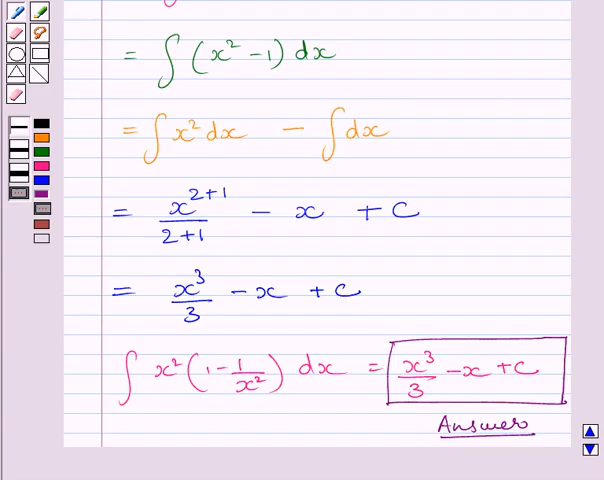 = ∫ (x² − 1) dx
= ∫ x² dx − ∫ dx
= x²⁺¹/2+1 − x + C
= x³/3 − x + C
∫ x² (1 − 1/x²) dx = x³/3 − x + C
Answer